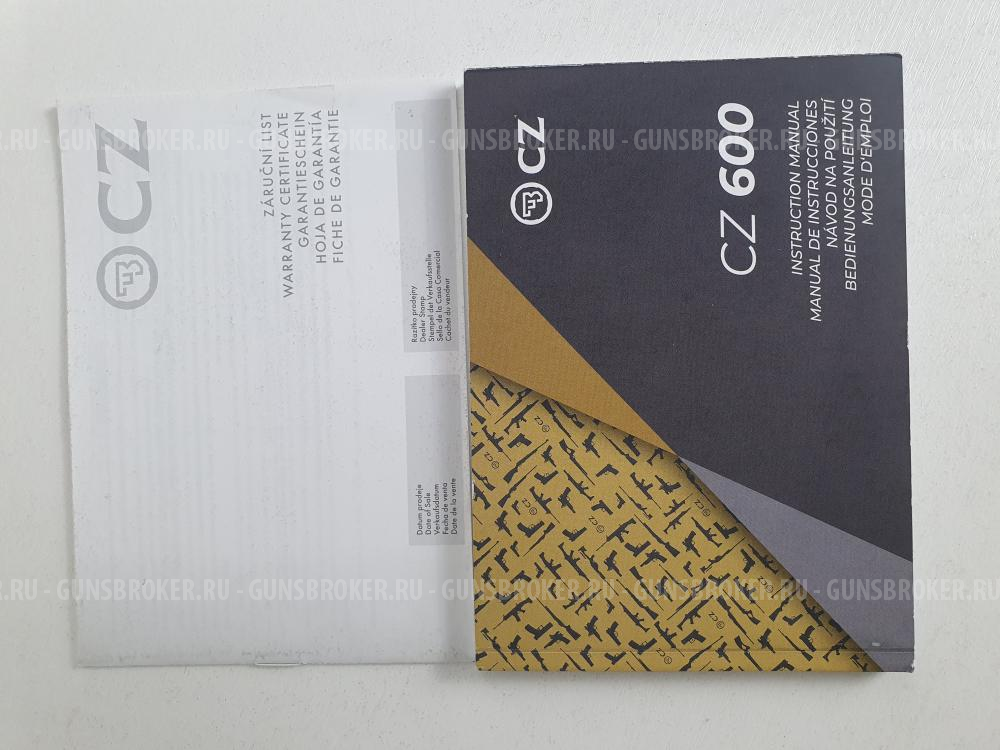 CZ
ZÁRUČNÍ LIST
WARRANTY CERTIFICATE
GARANTIESCHEIN
HOJA DE GARANTÍA
FICHE DE GARANTIE
Datum prodeje
Date of Sale
Verkaufsdatum
Fecha de venta
Date de la vente
Razítko prodejny
Dealer Stamp
Stempel det Verkaufsstelle
Sello de la Casa Comercial
Cachet du vendeur
CZ
CZ 600
INSTRUCTION MANUAL
MANUAL DE INSTRUCCIONES
NÁVOD NA POUŽITÍ
BEDIENUNGSANLEITUNG
MODE D'EMPLOI
.RU - GUNSBROKER.RU - GUNSBROKER.RU - GUNSBROKER.RU - GUNSBROKER.RU -
.RU - GUNSBROKER.RU - GUNSBROKER.RU - GUNSBROKER.RU - GUNSBROKER.RU -